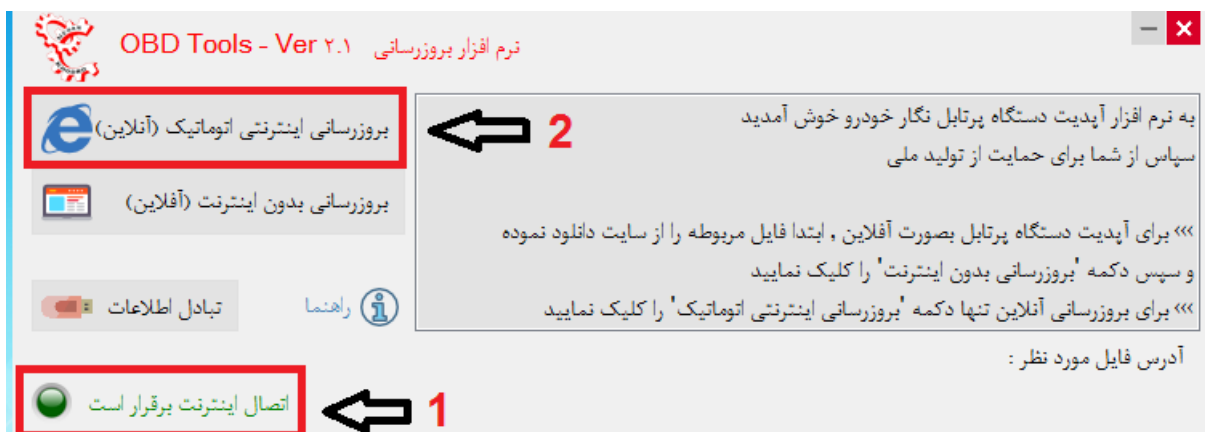 نرم افزار بروزرسانی OBD Tools - Ver ۲.۱
به نرم افزار آپدیت دستگاه پرتابل نگار خودرو خوش آمدید
سپاس از شما برای حمایت از تولید ملی
››› برای آپدیت دستگاه پرتابل بصورت آفلاین , ابتدا فایل مربوطه را از سایت دانلود نموده
و سپس دکمه 'بروزرسانی بدون اینترنت' را کلیک نمایید
››› برای بروزرسانی آنلاین تنها دکمه 'بروزرسانی اینترنتی اتوماتیک' را کلیک نمایید
آدرس فایل مورد نظر :
2
بروزرسانی اینترنتی اتوماتیک (آنلاین)
بروزرسانی بدون اینترنت (آفلاین)
راهنما
تبادل اطلاعات
1
اتصال اینترنت برقرار است